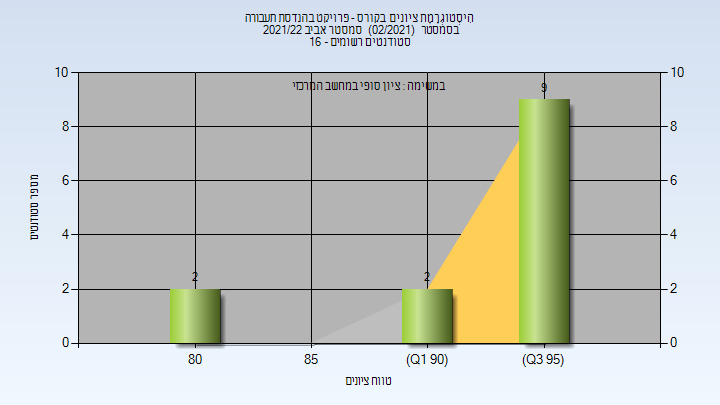 היסטוגרמת ציונים בקורס - פרויקט בהנדסת תעבורה
בסמסטר (02/2021) סמסטר אביב 2021/22
סטודנטים רשומים - 16
במשימה : ציון סופי במחשב המרכזי
10 10
8 8
6 6
4 4
2 2
0 0
2 2 9
80 85 (Q1 90) (Q3 95)
מספר סטודנטים
טווח ציונים